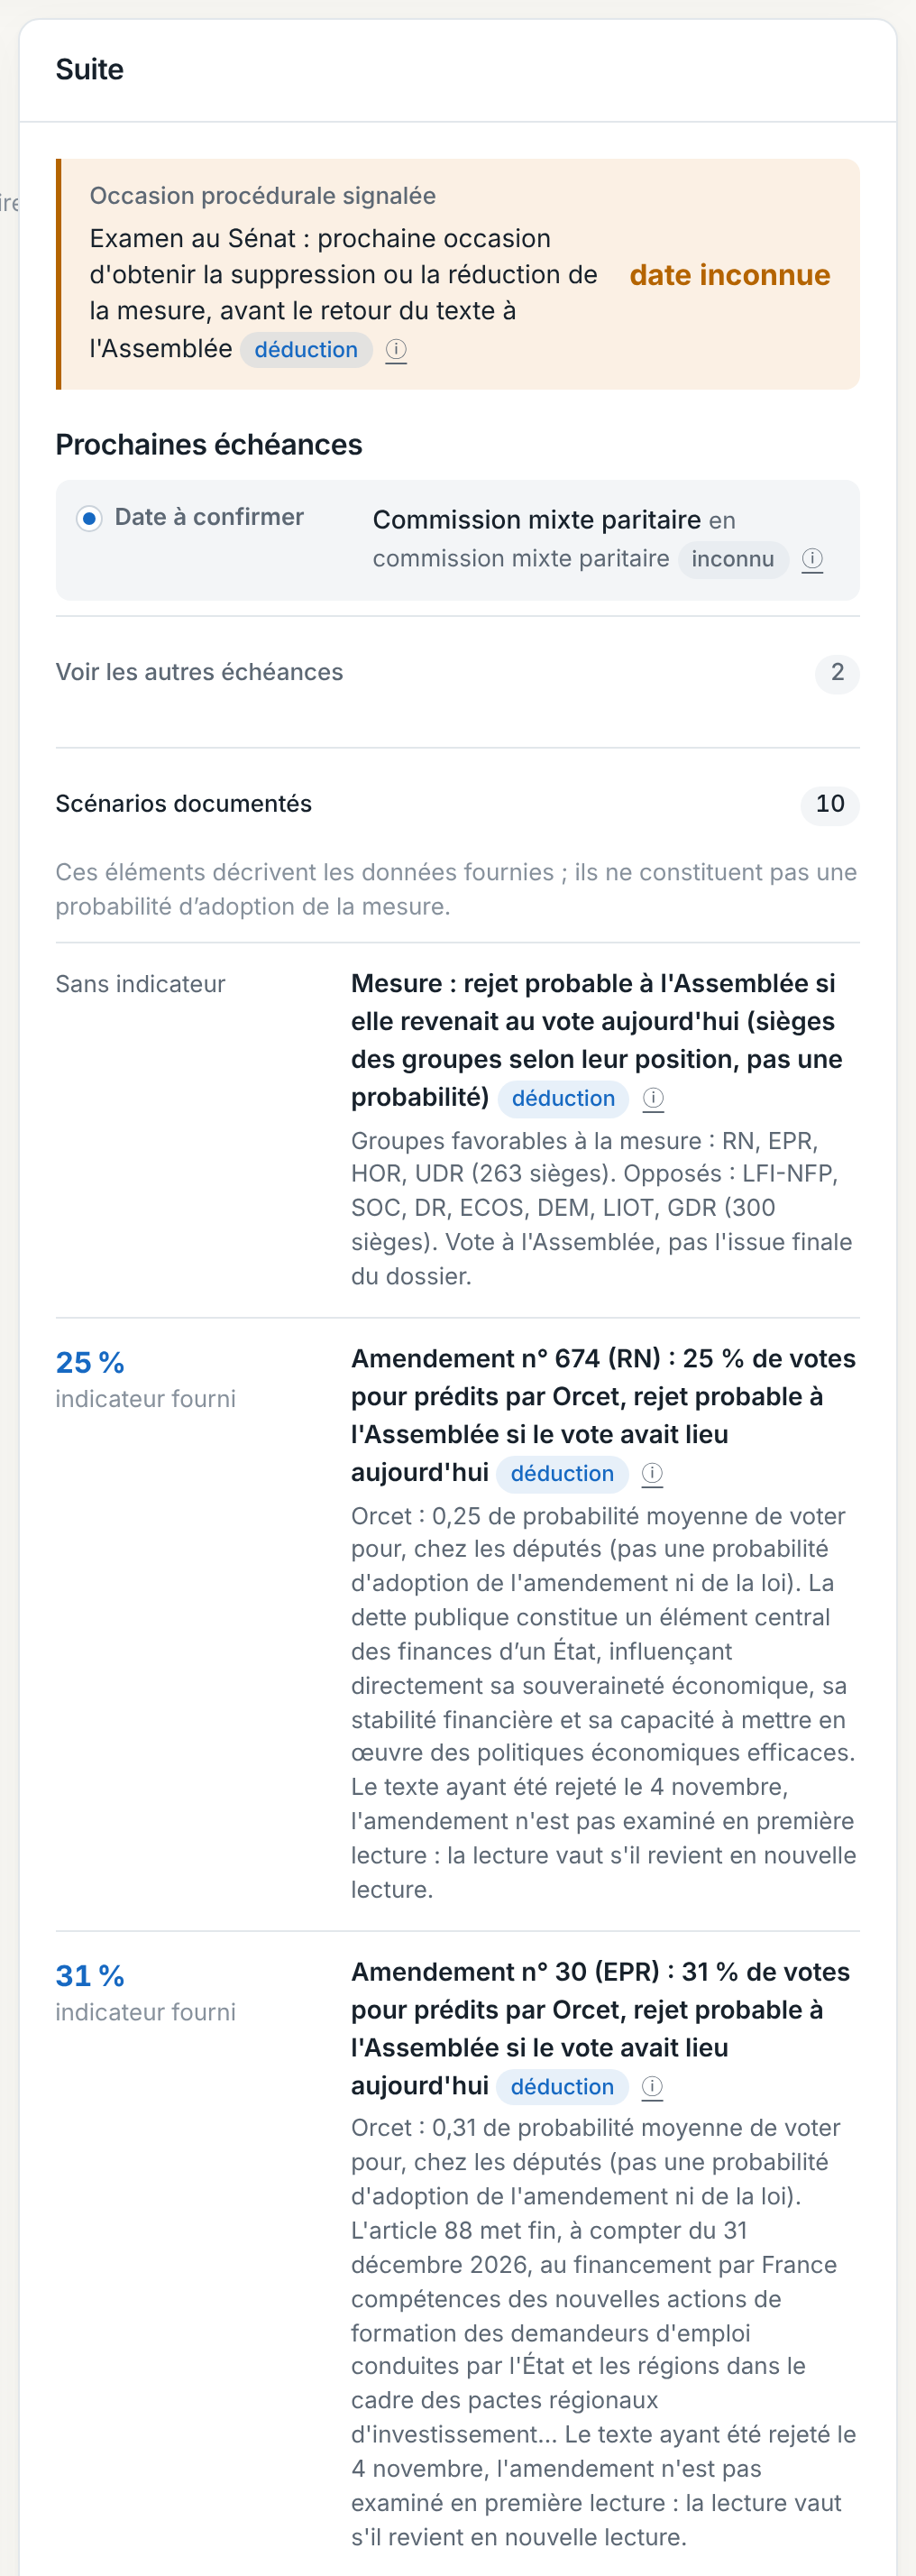 Suite
ire
Occasion procédurale signalée
Examen au Sénat : prochaine occasion
d'obtenir la suppression ou la réduction de
la mesure, avant le retour du texte à
l'Assemblée déduction ⓘ
date inconnue
Prochaines échéances
Date à confirmer
Commission mixte paritaire en
commission mixte paritaire inconnu ⓘ
Voir les autres échéances
2
Scénarios documentés
10
Ces éléments décrivent les données fournies ; ils ne constituent pas une
probabilité d’adoption de la mesure.
Sans indicateur
Mesure : rejet probable à l'Assemblée si
elle revenait au vote aujourd'hui (sièges
des groupes selon leur position, pas une
probabilité) déduction ⓘ
Groupes favorables à la mesure : RN, EPR,
HOR, UDR (263 sièges). Opposés : LFI-NFP,
SOC, DR, ECOS, DEM, LIOT, GDR (300
sièges). Vote à l'Assemblée, pas l'issue finale
du dossier.
25 %
indicateur fourni
Amendement n° 674 (RN) : 25 % de votes
pour prédits par Orcet, rejet probable à
l'Assemblée si le vote avait lieu
aujourd'hui déduction ⓘ
Orcet : 0,25 de probabilité moyenne de voter
pour, chez les députés (pas une probabilité
d'adoption de l'amendement ni de la loi). La
dette publique constitue un élément central
des finances d’un État, influençant
directement sa souveraineté économique, sa
stabilité financière et sa capacité à mettre en
œuvre des politiques économiques efficaces.
Le texte ayant été rejeté le 4 novembre,
l'amendement n'est pas examiné en première
lecture : la lecture vaut s'il revient en nouvelle
lecture.
31 %
indicateur fourni
Amendement n° 30 (EPR) : 31 % de votes
pour prédits par Orcet, rejet probable à
l'Assemblée si le vote avait lieu
aujourd'hui déduction ⓘ
Orcet : 0,31 de probabilité moyenne de voter
pour, chez les députés (pas une probabilité
d'adoption de l'amendement ni de la loi).
L'article 88 met fin, à compter du 31
décembre 2026, au financement par France
compétences des nouvelles actions de
formation des demandeurs d'emploi
conduites par l'État et les régions dans le
cadre des pactes régionaux
d'investissement... Le texte ayant été rejeté le
4 novembre, l'amendement n'est pas
examiné en première lecture : la lecture vaut
s'il revient en nouvelle lecture.